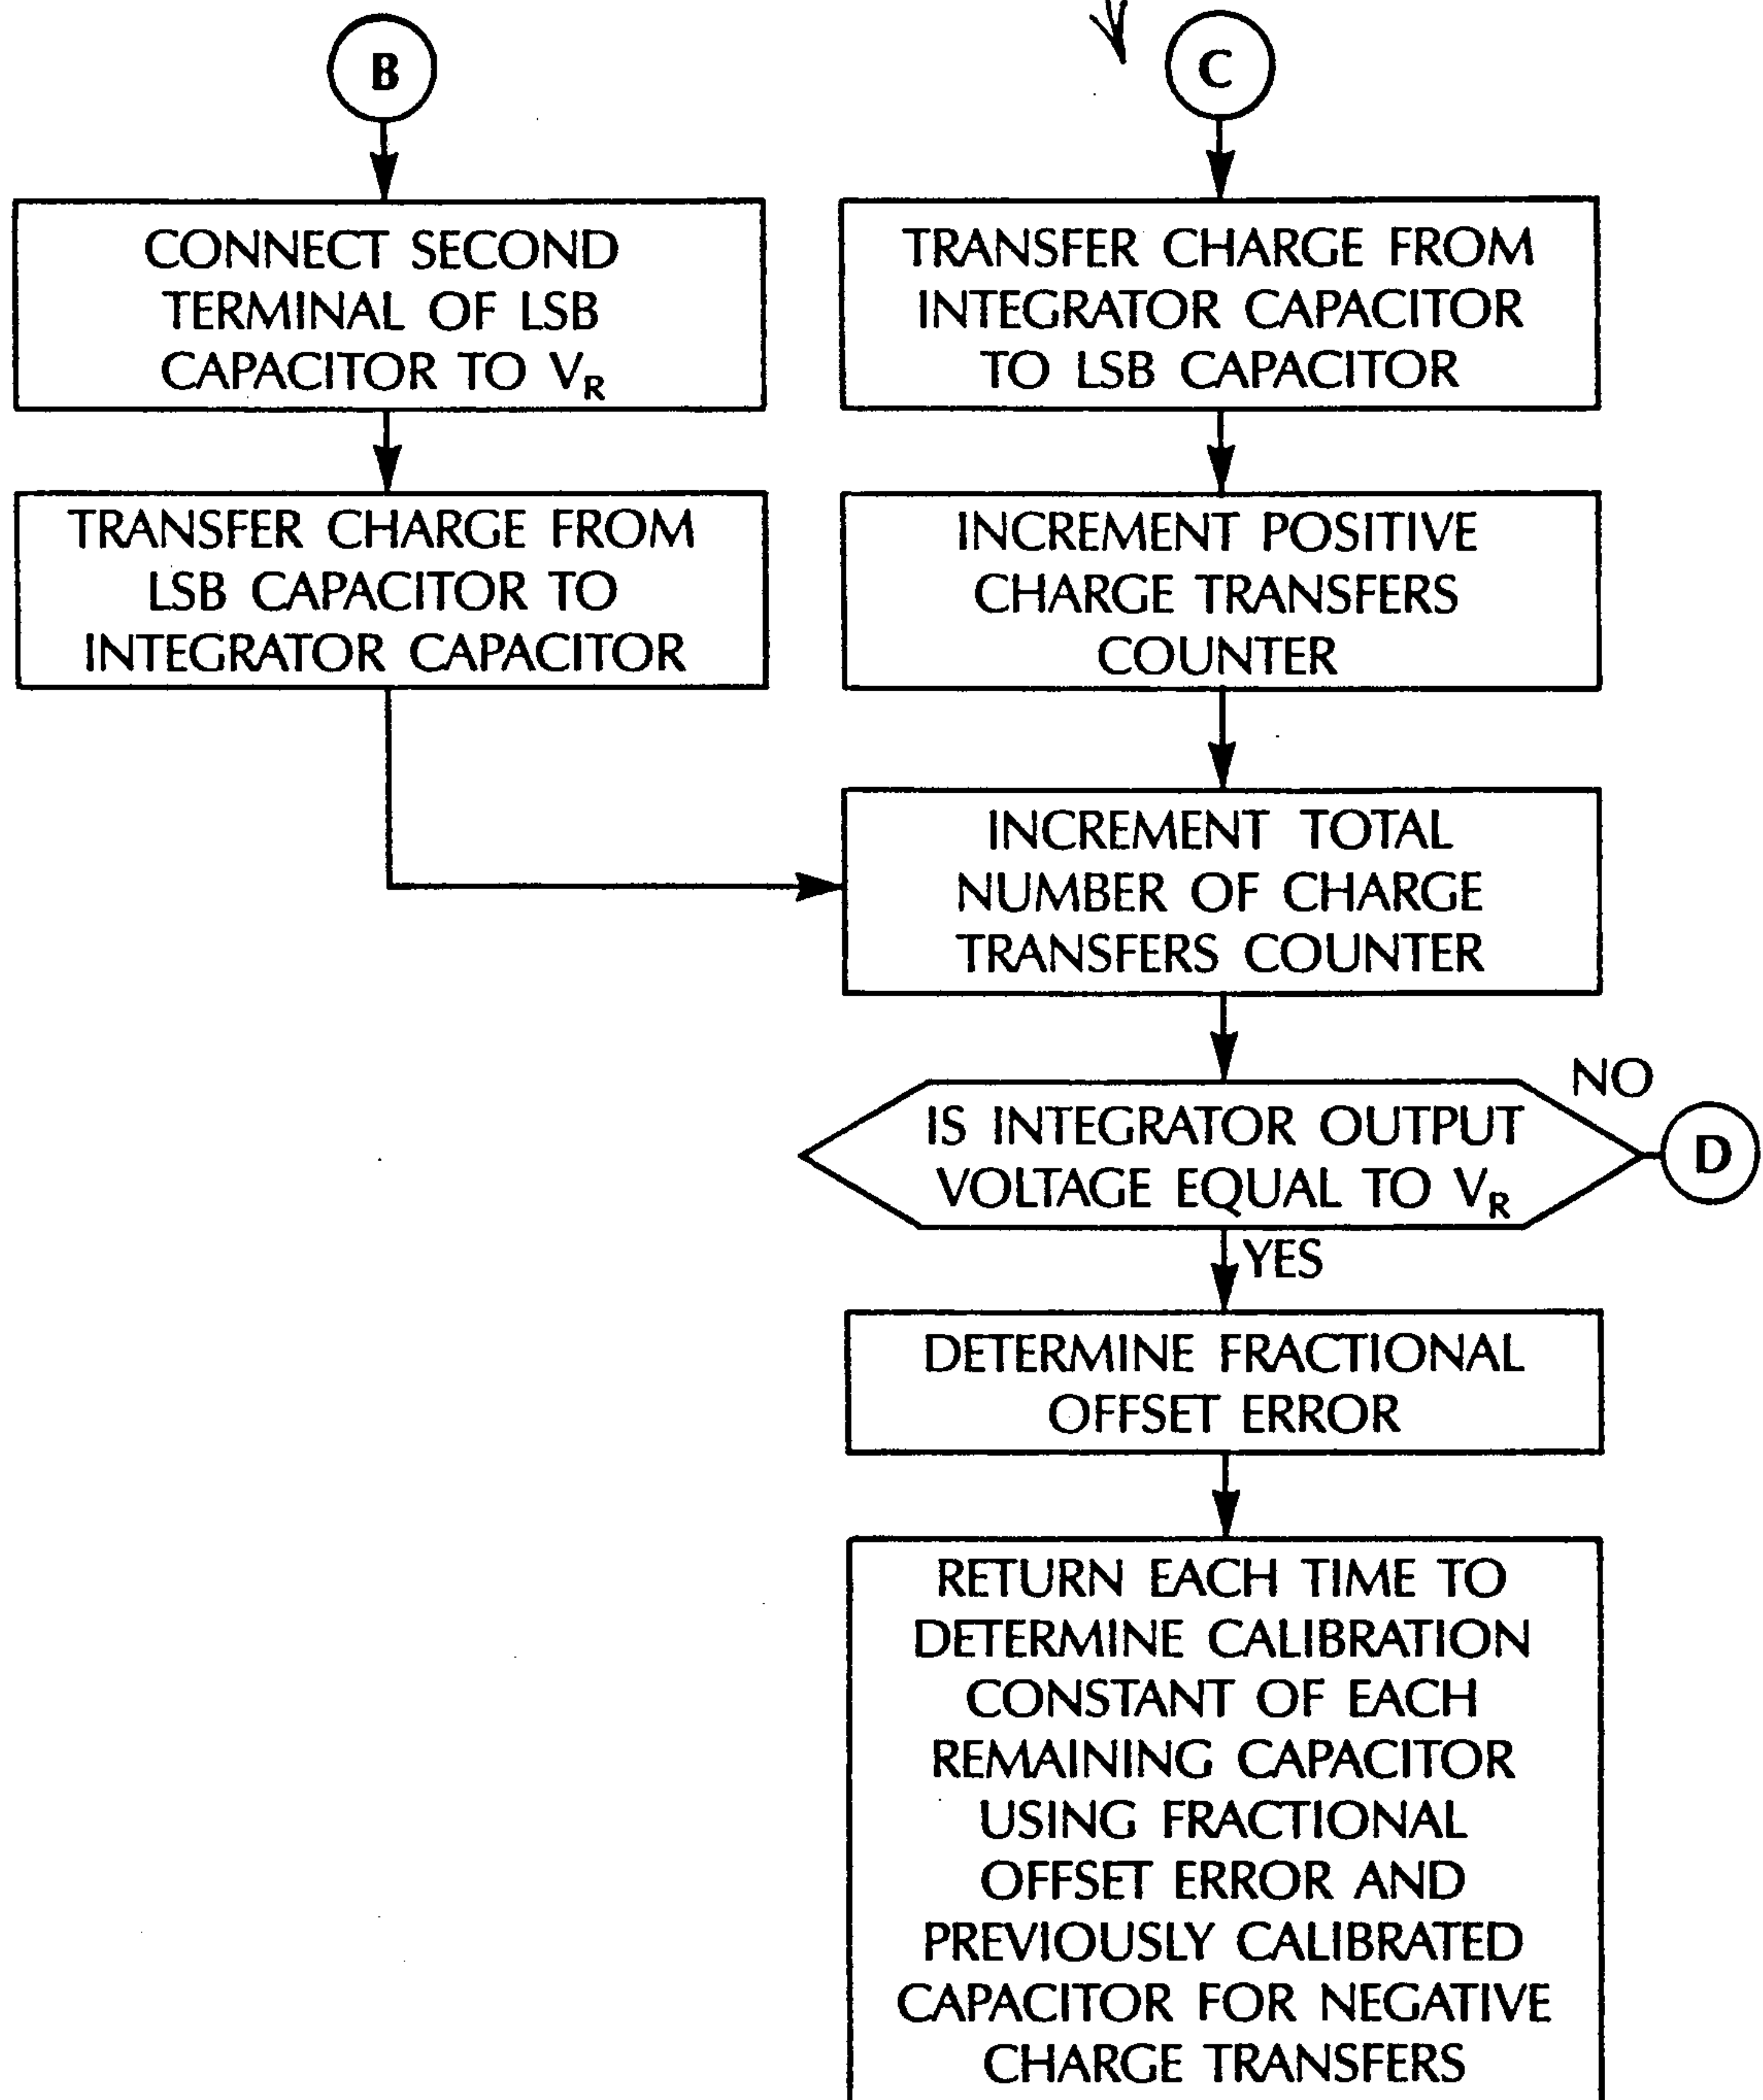 B
CONNECT SECOND
TERMINAL OF LSB
CAPACITOR TO VR
TRANSFER CHARGE FROM
LSB CAPACITOR TO
INTEGRATOR CAPACITOR
C
TRANSFER CHARGE FROM
INTEGRATOR CAPACITOR
TO LSB CAPACITOR
INCREMENT POSITIVE
CHARGE TRANSFERS
COUNTER
INCREMENT TOTAL
NUMBER OF CHARGE
TRANSFERS COUNTER
IS INTEGRATOR OUTPUT
VOLTAGE EQUAL TO VR
NO
D
YES
DETERMINE FRACTIONAL
OFFSET ERROR
RETURN EACH TIME TO
DETERMINE CALIBRATION
CONSTANT OF EACH
REMAINING CAPACITOR
USING FRACTIONAL
OFFSET ERROR AND
PREVIOUSLY CALIBRATED
CAPACITOR FOR NEGATIVE
CHARGE TRANSFERS